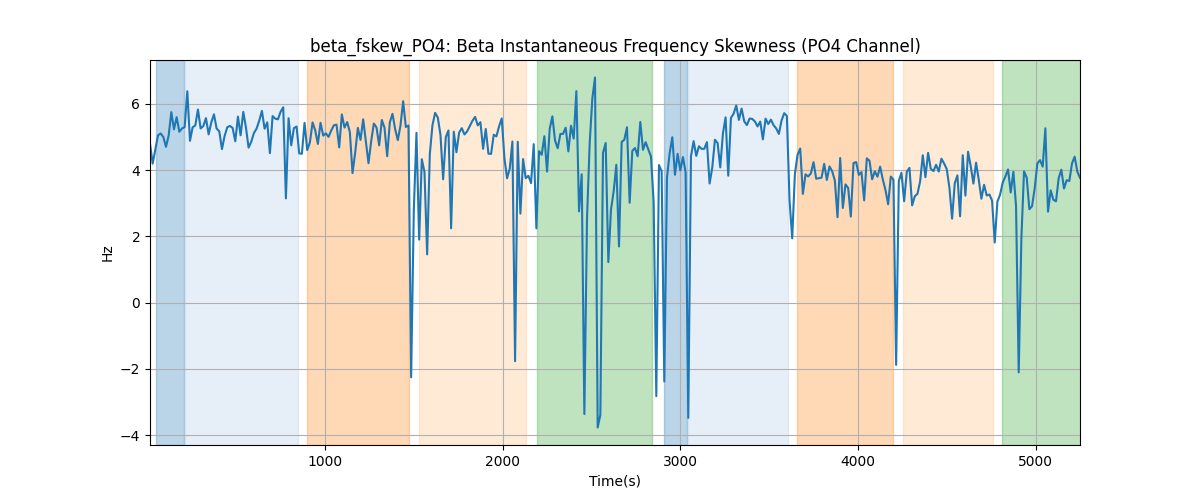 beta_fskew_PO4: Beta Instantaneous Frequency Skewness (PO4 Channel)
Hz
6
4
2
0
−2
−4
1000 2000 3000 4000 5000
Time(s)